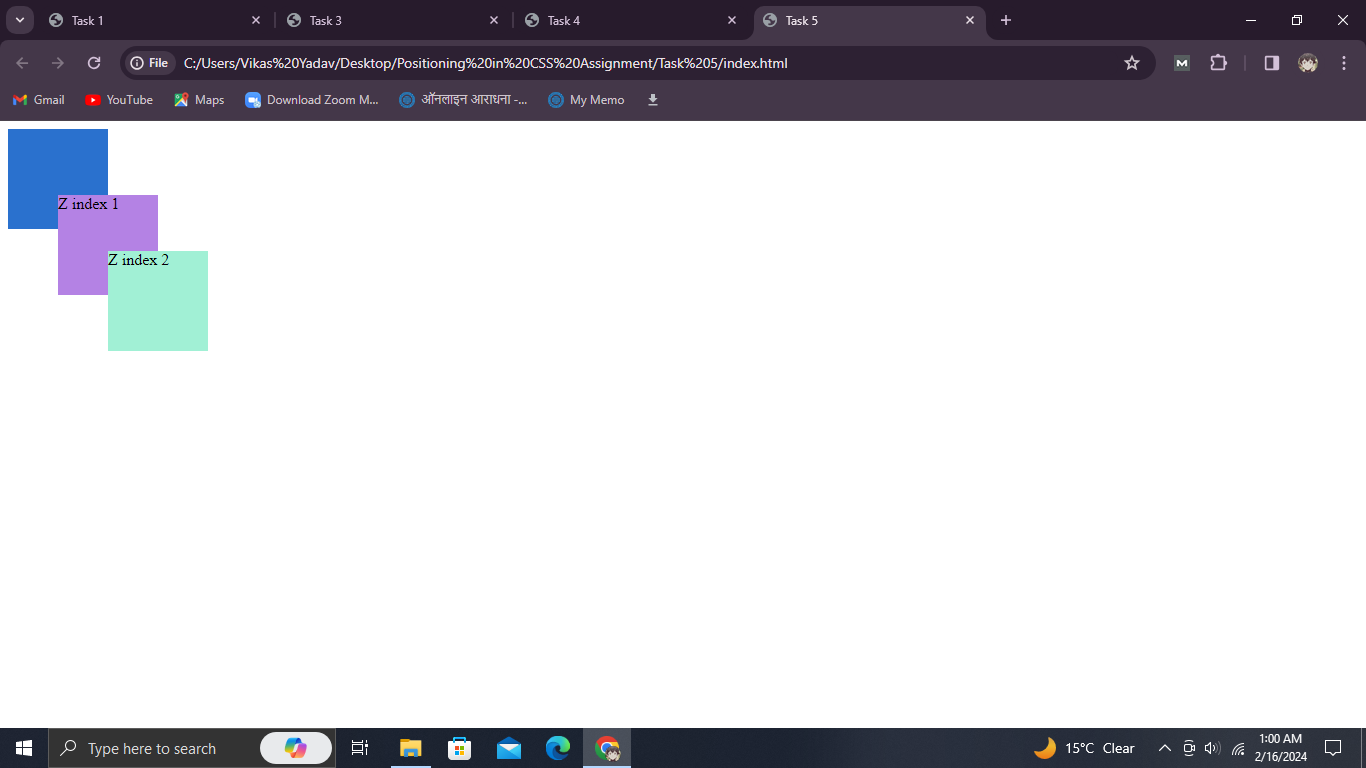 Task 1
Task 3
Task 4
Task 5
File
C:/Users/Vikas%20Yadav/Desktop/Positioning%20in%20CSS%20Assignment/Task%205/index.html
M
Gmail
YouTube
Maps
Download Zoom M...
ऑनलाइन आराधना -...
My Memo
Z index 1
Z index 2
Type here to search
15°C Clear
1:00 AM
2/16/2024